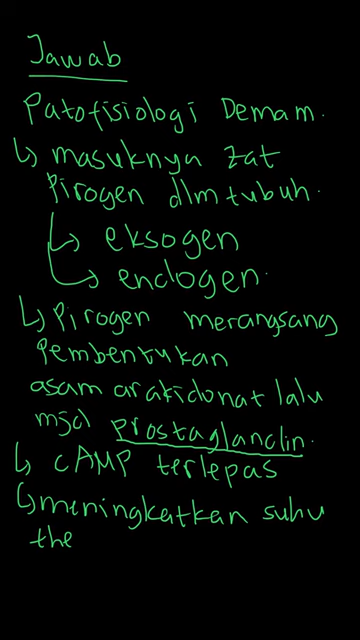 Jawab
Patofisiologi Demam.
↳ masuknya zat
pirogen dlm tubuh.
↳ eksogen
→ endogen.
↳ Pirogen merangsang
pembentukan
asam arakidonat lalu
mjd prostaglandin.
↳ cAMP terlepas
↳ meningkatkan suhu
the